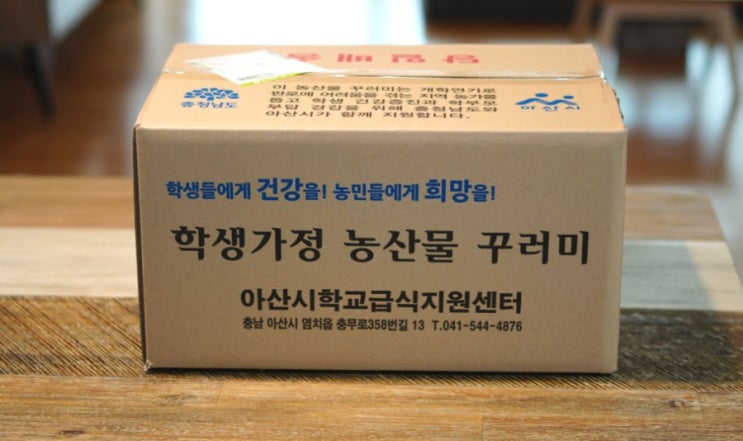 당일배송
충청남도
이 농산물 꾸러미는 개학연기로
판로에 어려움을 겪는 지역 농가를
돕고 학생 건강증진과 학부모
부담 경감을 위해 충청남도와
아산시가 함께 지원합니다.
아산시
학생들에게 건강을! 농민들에게 희망을!
학생가정 농산물 꾸러미
아산시학교급식지원센터
충남 아산시 염치읍 충무로358번길 13 T.041-544-4876